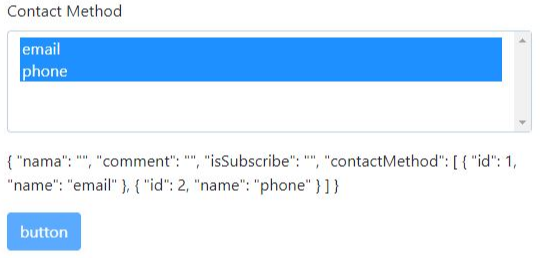 Contact Method
email
phone
{ "nama": "", "comment": "", "isSubscribe": "", "contactMethod": [ { "id": 1,
"name": "email" }, { "id": 2, "name": "phone" } ] }
button